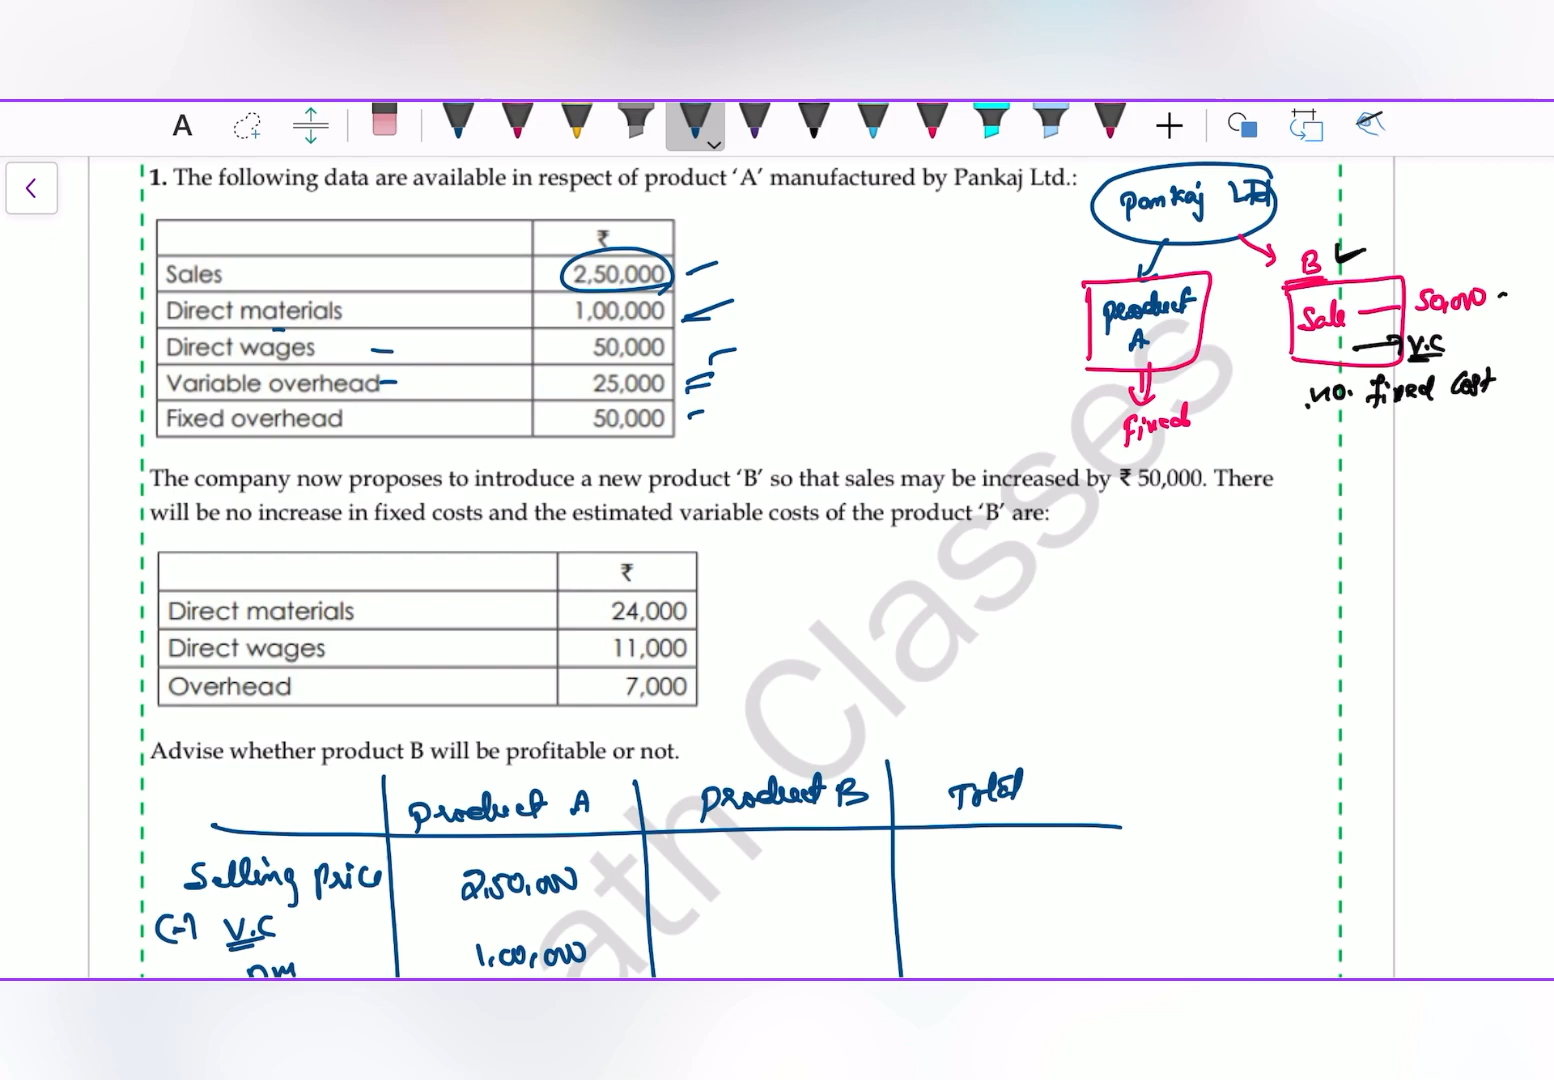 A
1. The following data are available in respect of product ‘A’ manufactured by Pankaj Ltd.:
Pankaj Ltd
₹
Sales 2,50,000
Direct materials 1,00,000
Direct wages 50,000
Variable overhead 25,000
Fixed overhead 50,000
Product
A
Fixed
B
Sale 50,000
V.C
no. fixed cost
The company now proposes to introduce a new product ‘B’ so that sales may be increased by ₹ 50,000. There
will be no increase in fixed costs and the estimated variable costs of the product ‘B’ are:
₹
Direct materials 24,000
Direct wages 11,000
Overhead 7,000
Advise whether product B will be profitable or not.
Product A Product B Total
Selling Price 2,50,000
(-) V.C
DM 1,00,000
ath Classes